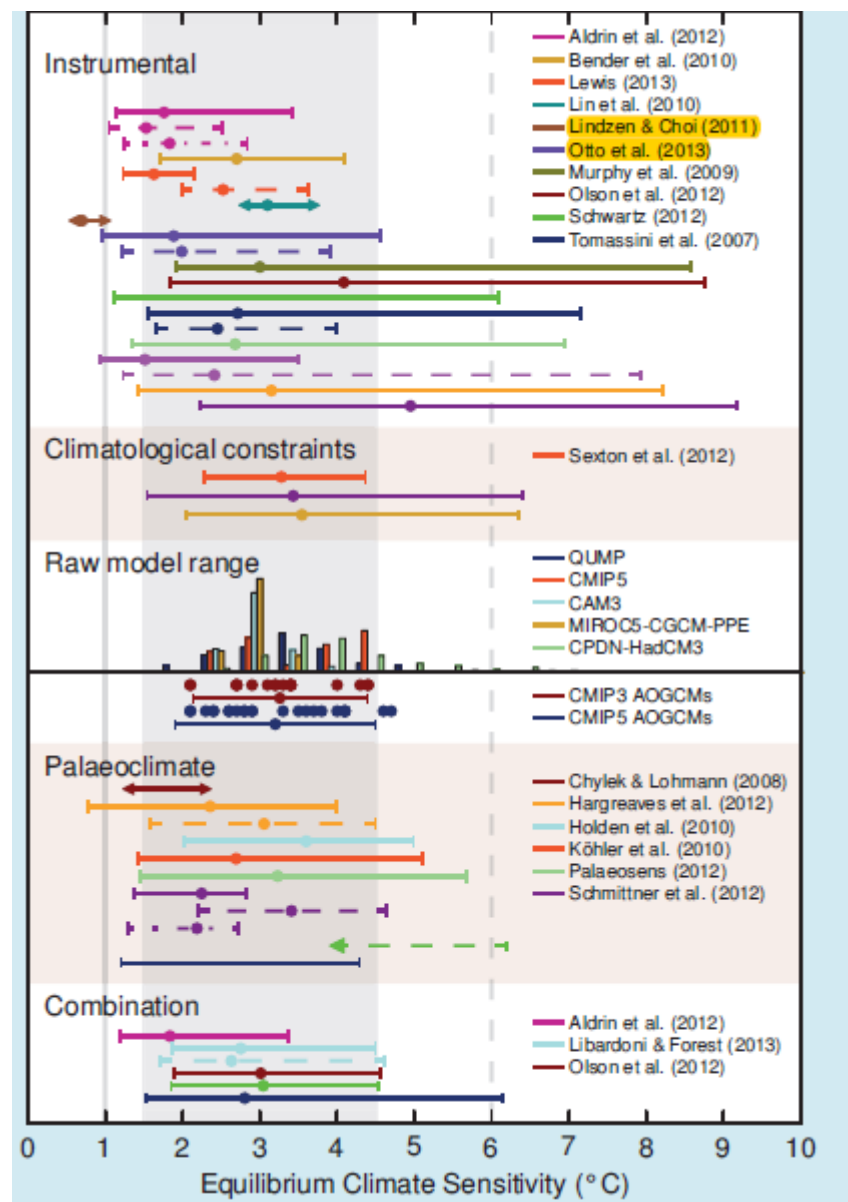 Instrumental
Aldrin et al. (2012)
Bender et al. (2010)
Lewis (2013)
Lin et al. (2010)
Lindzen & Choi (2011)
Otto et al. (2013)
Murphy et al. (2009)
Olson et al. (2012)
Schwartz (2012)
Tomassini et al. (2007)
Climatological constraints
Sexton et al. (2012)
Raw model range
QUMP
CMIP5
CAM3
MIROC5-CGCM-PPE
CPDN-HadCM3
CMIP3 AOGCMs
CMIP5 AOGCMs
Palaeoclimate
Chylek & Lohmann (2008)
Hargreaves et al. (2012)
Holden et al. (2010)
Köhler et al. (2010)
Palaeosens (2012)
Schmittner et al. (2012)
Combination
Aldrin et al. (2012)
Libardoni & Forest (2013)
Olson et al. (2012)
0 1 2 3 4 5 6 7 8 9 10
Equilibrium Climate Sensitivity (°C)